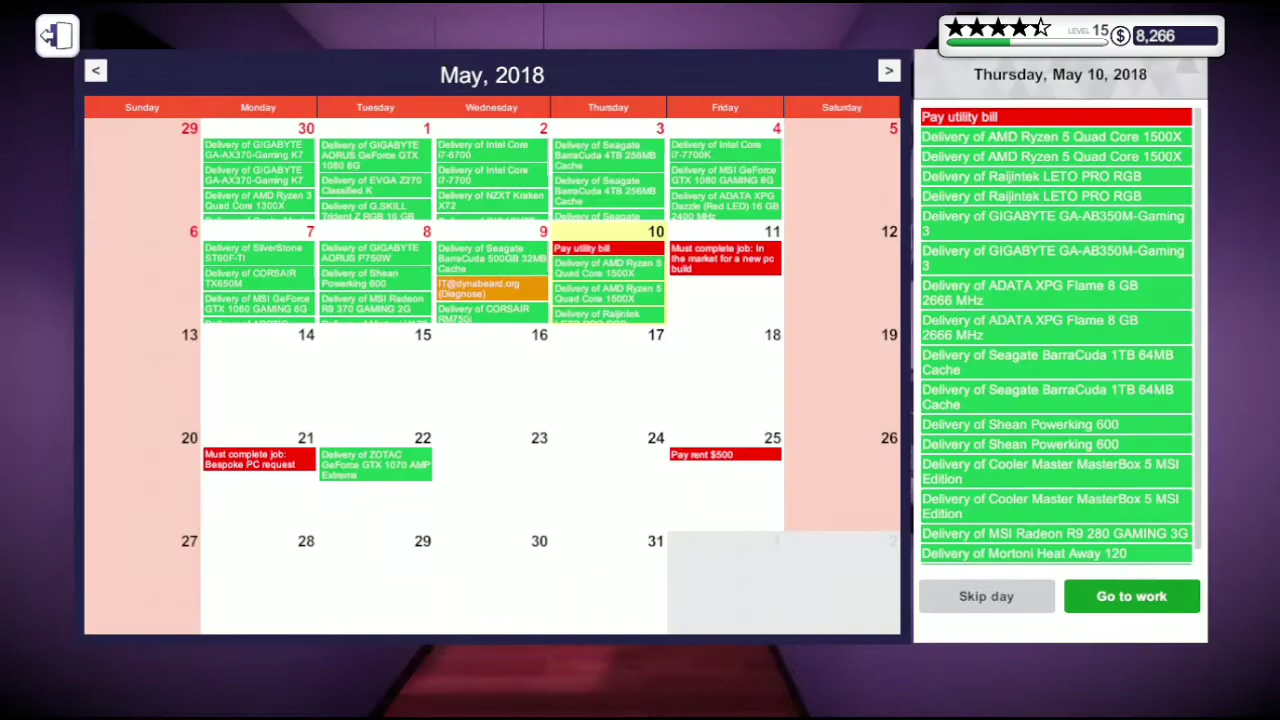 LEVEL 15
$ 8,266
<
May, 2018
>
Thursday, May 10, 2018
Sunday
Monday
Tuesday
Wednesday
Thursday
Friday
Saturday
29
30
Delivery of GIGABYTE
GA-AX370-Gaming K7
Delivery of GIGABYTE
GA-AX370-Gaming K7
Delivery of AMD Ryzen 3
Quad Core 1300X
1
Delivery of GIGABYTE
AORUS GeForce GTX
1060 6G
Delivery of EVGA Z270
Classified K
Delivery of G.SKILL
Trident Z RGB 16 GB
2
Delivery of Intel Core
i7-6700
Delivery of Intel Core
i7-7700
Delivery of NZXT Kraken
X72
3
Delivery of Seagate
BarraCuda 4TB 256MB
Cache
Delivery of Seagate
BarraCuda 4TB 256MB
Cache
Delivery of Seagate
4
Delivery of Intel Core
i7-7700K
Delivery of MSI GeForce
GTX 1080 GAMING 8G
Delivery of ADATA XPG
Dazzle (Red LED) 16 GB
2400 MHz
5
6
7
Delivery of SilverStone
ST60F-TI
Delivery of CORSAIR
TX650M
Delivery of MSI GeForce
GTX 1060 GAMING 6G
8
Delivery of GIGABYTE
AORUS P750W
Delivery of Shean
Powerking 600
Delivery of MSI Radeon
R9 370 GAMING 2G
9
Delivery of Seagate
BarraCuda 500GB 32MB
Cache
IT@dynabeard.org
(Diagnose)
Delivery of CORSAIR
RM750i
10
Pay utility bill
Delivery of AMD Ryzen 5
Quad Core 1500X
Delivery of AMD Ryzen 5
Quad Core 1500X
Delivery of Raijintek
LETO PRO RGB
11
Must complete job: In
the market for a new pc
build
12
13
14
15
16
17
18
19
20
21
Must complete job:
Bespoke PC request
22
Delivery of ZOTAC
GeForce GTX 1070 AMP
Extreme
23
24
25
Pay rent $500
26
27
28
29
30
31
1
2
Pay utility bill
Delivery of AMD Ryzen 5 Quad Core 1500X
Delivery of AMD Ryzen 5 Quad Core 1500X
Delivery of Raijintek LETO PRO RGB
Delivery of Raijintek LETO PRO RGB
Delivery of GIGABYTE GA-AB350M-Gaming
3
Delivery of GIGABYTE GA-AB350M-Gaming
3
Delivery of ADATA XPG Flame 8 GB
2666 MHz
Delivery of ADATA XPG Flame 8 GB
2666 MHz
Delivery of Seagate BarraCuda 1TB 64MB
Cache
Delivery of Seagate BarraCuda 1TB 64MB
Cache
Delivery of Shean Powerking 600
Delivery of Shean Powerking 600
Delivery of Cooler Master MasterBox 5 MSI
Edition
Delivery of Cooler Master MasterBox 5 MSI
Edition
Delivery of MSI Radeon R9 280 GAMING 3G
Delivery of Mortoni Heat Away 120
Skip day
Go to work